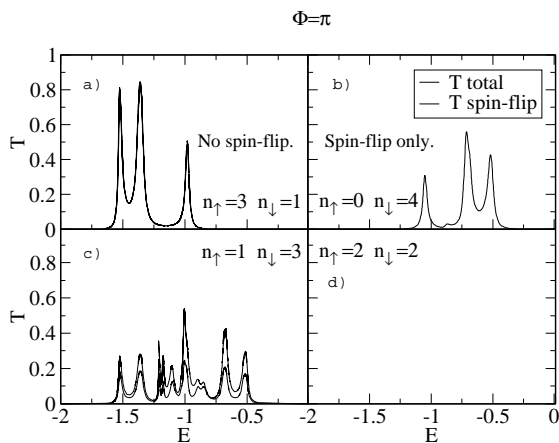 Φ=π
T
1
0.8
0.6
0.4
0.2
0
a)
No spin-flip.
n↑=3 n↓=1
b)
T total
T spin-flip
Spin-flip only.
n↑=0 n↓=4
T
1
0.8
0.6
0.4
0.2
0
c)
n↑=1 n↓=3
n↑=2 n↓=2
d)
-2 -1.5 -1 -0.5 -2 -1.5 -1 -0.5 0
E E